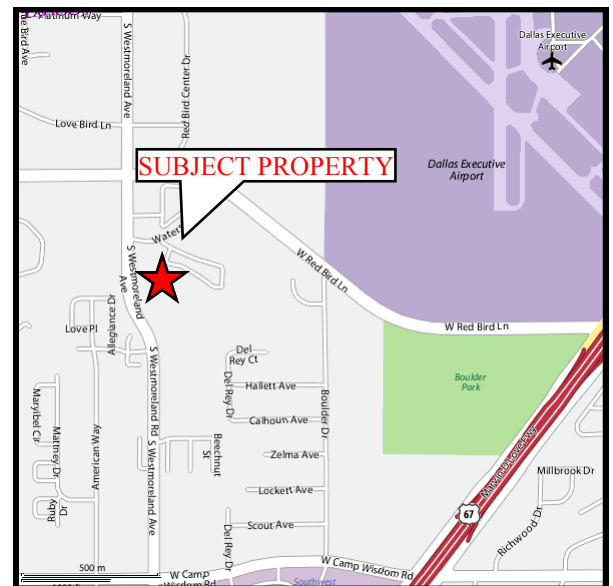 Platinum Way
Dallas Executive
Airport
S Westmoreland Ave
Red Bird Center Dr
Love Bird Ln
SUBJECT PROPERTY
Dallas Executive
Airport
S Westmoreland
Ave
W Red Bird Ln
W Red Bird Ln
Allegiance Dr
Love Pl
Del
Rey Ct
Boulder
Park
Hallett Ave
Del Rey Dr
Boulder Dr
Calhoun Ave
S Westmoreland Rd
Maryibel Cir
Mattney Dr
American Way
Beechnut
St
Zelma Ave
Marvin D Love Fwy
Millbrook Dr
Lockett Ave
S Westmoreland Ave
Ruby
Dr
67
Scout Ave
Del Rey Dr
Richwood Dr
W Camp Wisdom Rd
500 m
W Camp
Wisdom Rd
Southwest